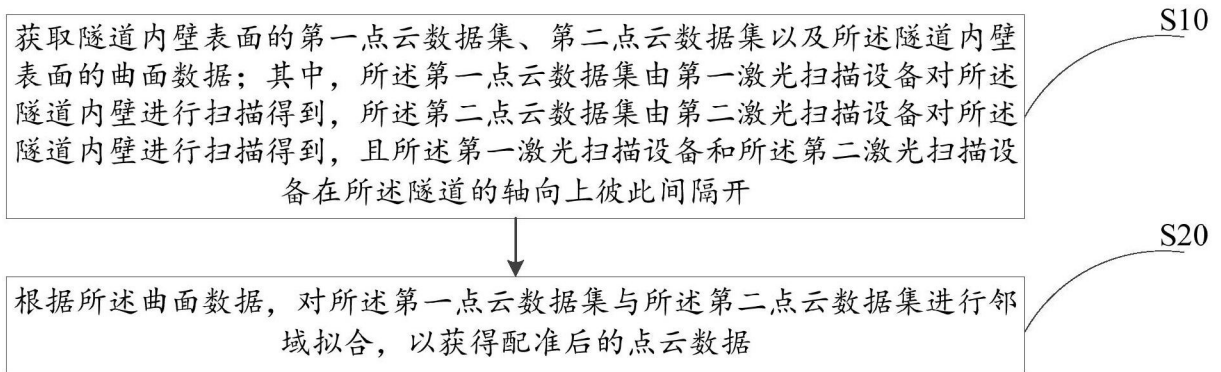 S10
获取隧道内壁表面的第一点云数据集、第二点云数据集以及所述隧道内壁
表面的曲面数据；其中，所述第一点云数据集由第一激光扫描设备对所述
隧道内壁进行扫描得到，所述第二点云数据集由第二激光扫描设备对所述
隧道内壁进行扫描得到，且所述第一激光扫描设备和所述第二激光扫描设
备在所述隧道的轴向上彼此间隔开
S20
根据所述曲面数据，对所述第一点云数据集与所述第二点云数据集进行邻
域拟合，以获得配准后的点云数据